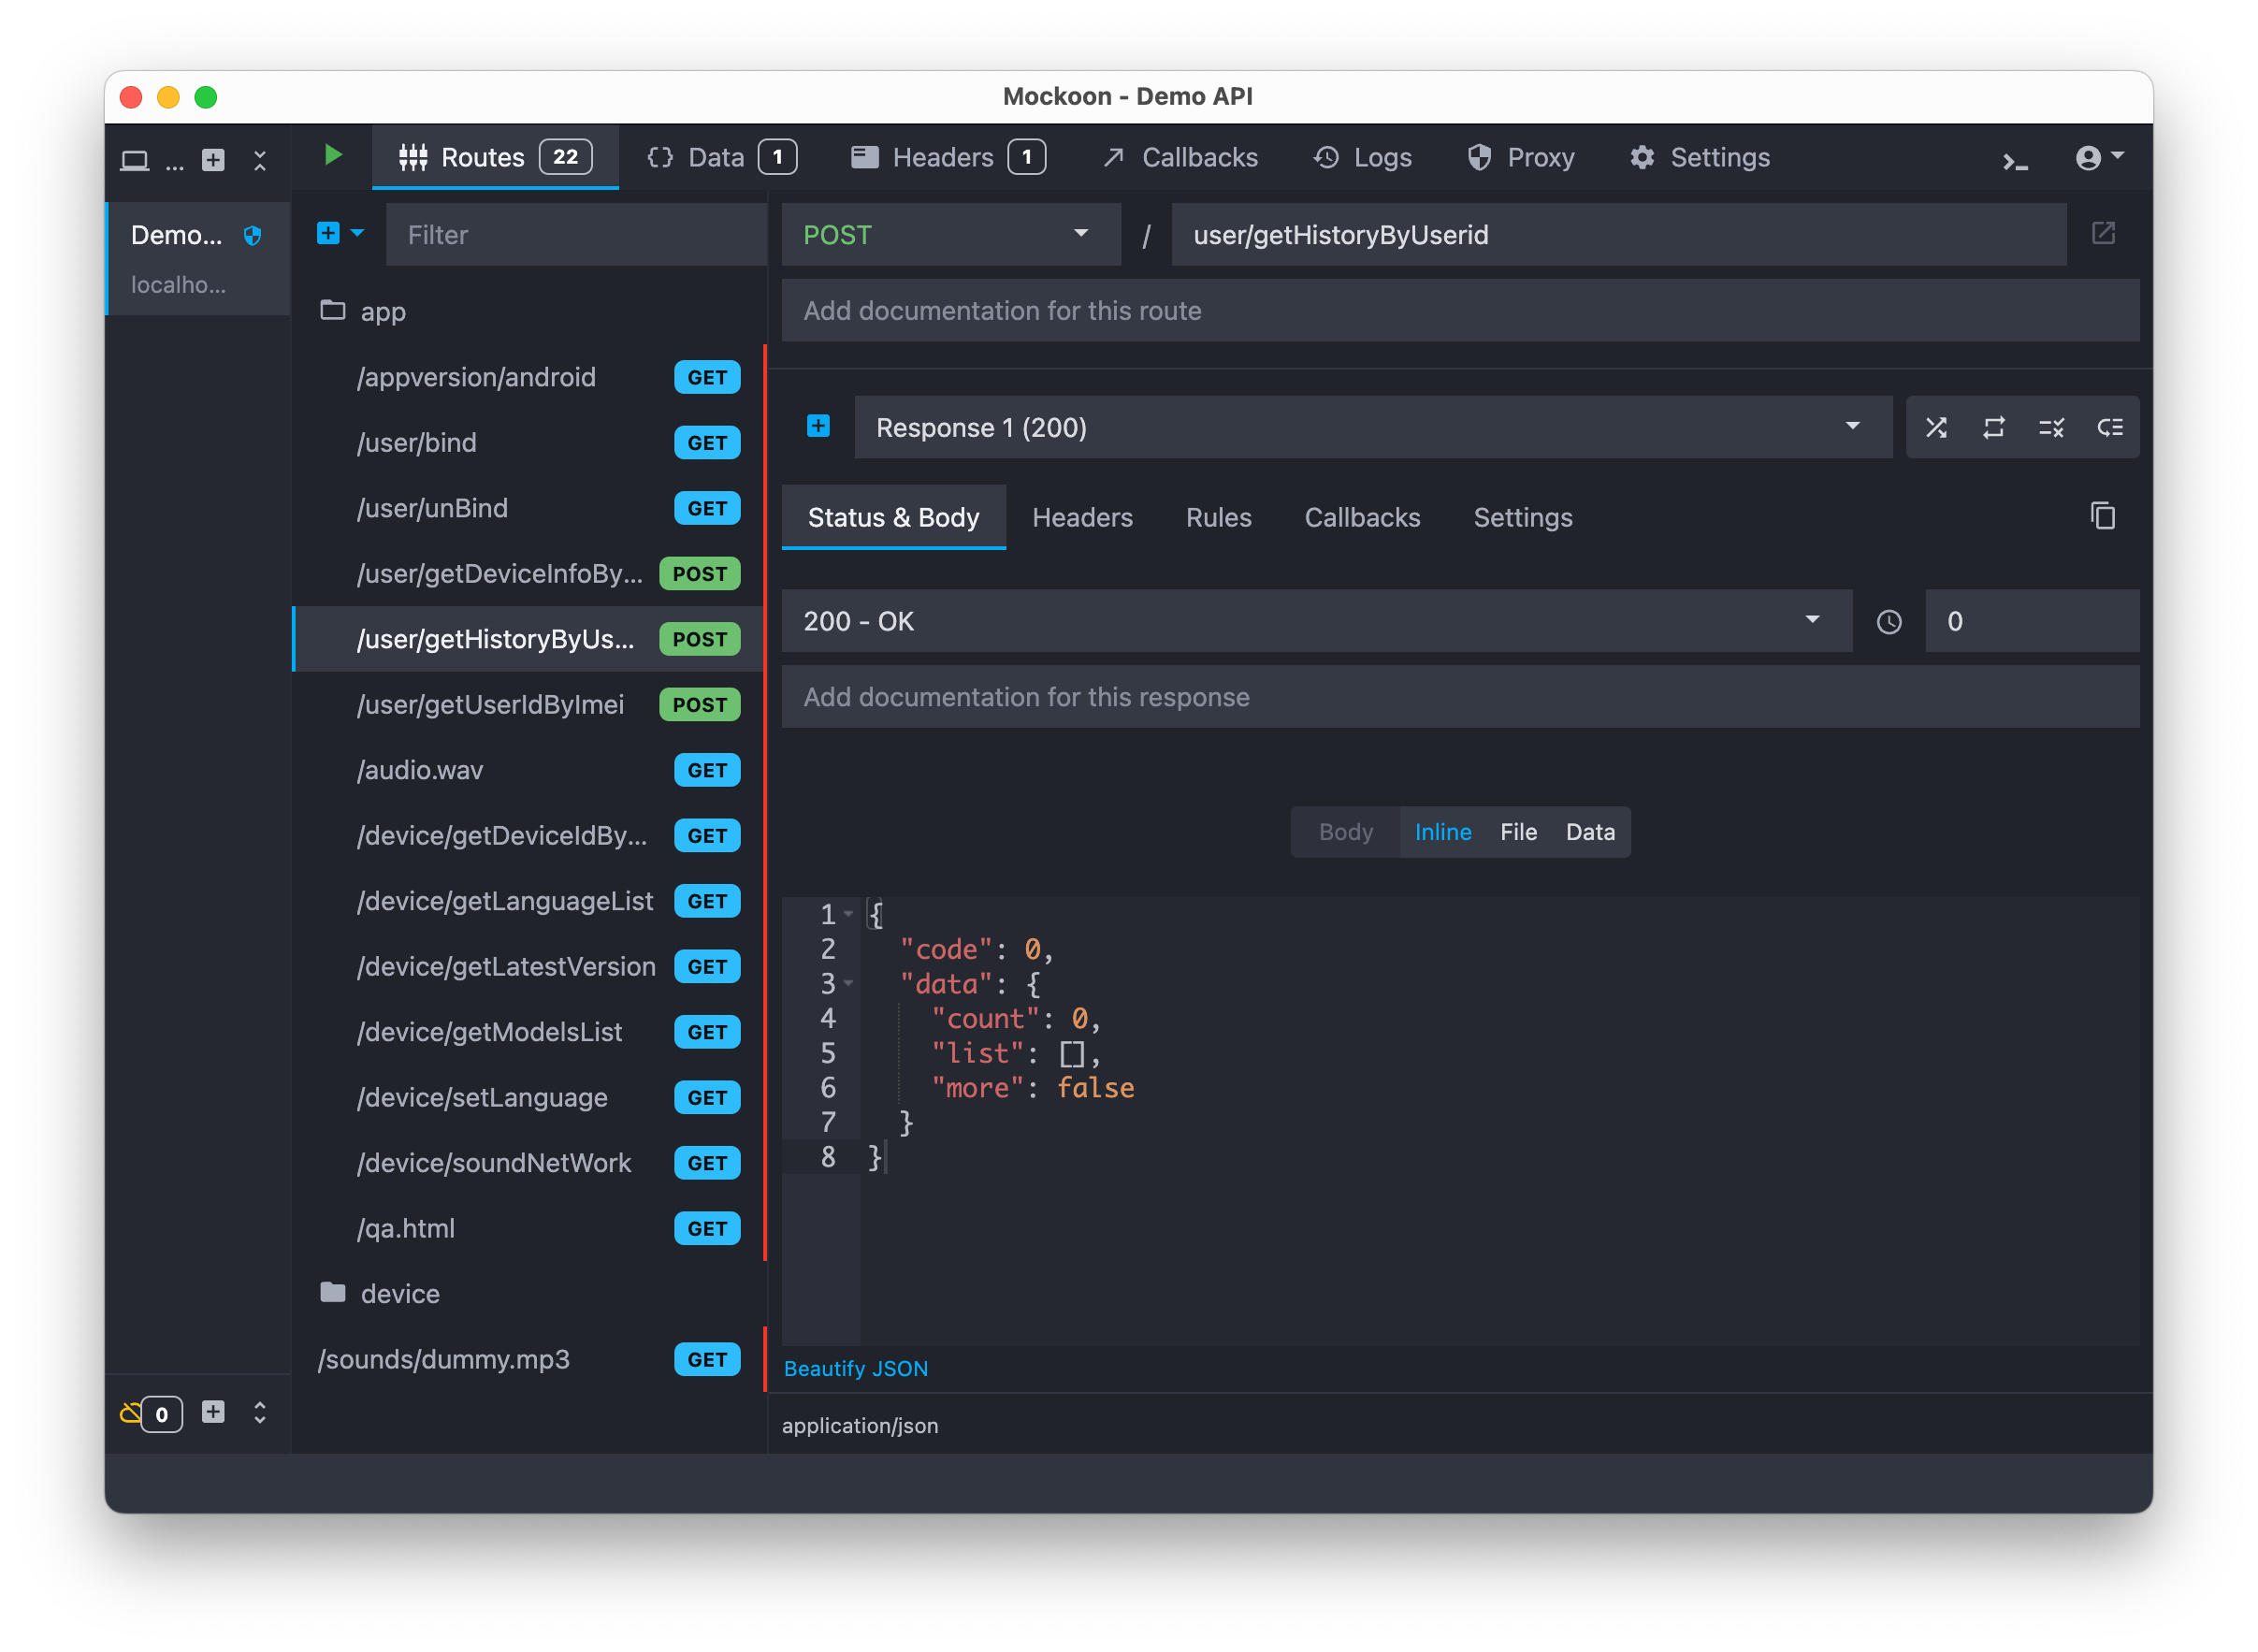 Mockoon - Demo API
...
Routes 22
Data 1
Headers 1
Callbacks
Logs
Proxy
Settings
Demo...
localho...
Filter
app
/appversion/android GET
/user/bind GET
/user/unBind GET
/user/getDeviceInfoBy... POST
/user/getHistoryByUs... POST
/user/getUserIdByImei POST
/audio.wav GET
/device/getDeviceIdBy... GET
/device/getLanguageList GET
/device/getLatestVersion GET
/device/getModelsList GET
/device/setLanguage GET
/device/soundNetWork GET
/qa.html GET
device
/sounds/dummy.mp3 GET
0
POST / user/getHistoryByUserid
Add documentation for this route
Response 1 (200)
Status & Body Headers Rules Callbacks Settings
200 - OK 0
Add documentation for this response
Body Inline File Data
1 {
2 "code": 0,
3 "data": {
4 "count": 0,
5 "list": [],
6 "more": false
7 }
8 }
Beautify JSON
application/json